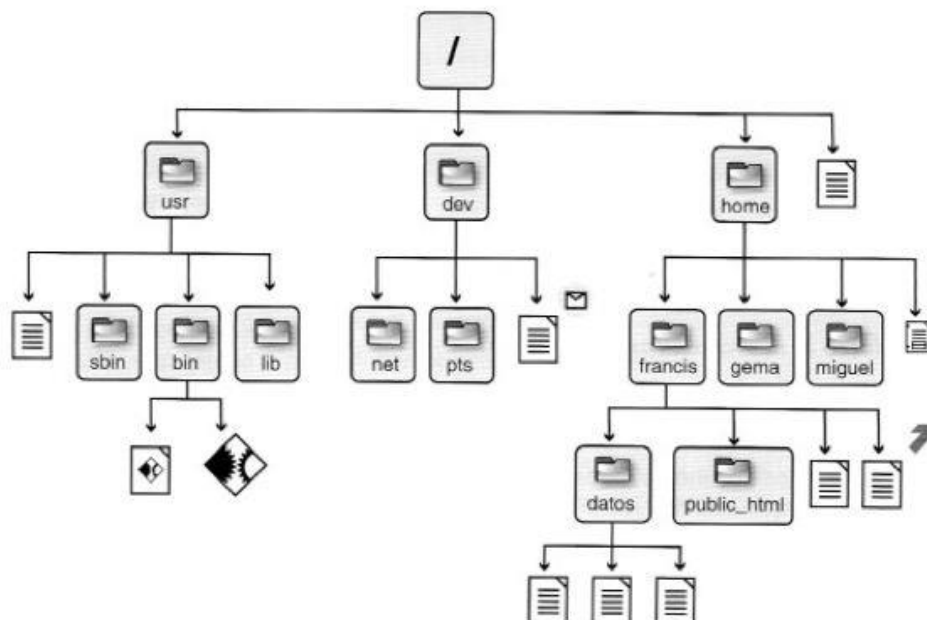 /
usr
dev
home
sbin
bin
lib
net
pts
francis
gema
miguel
datos
public_html